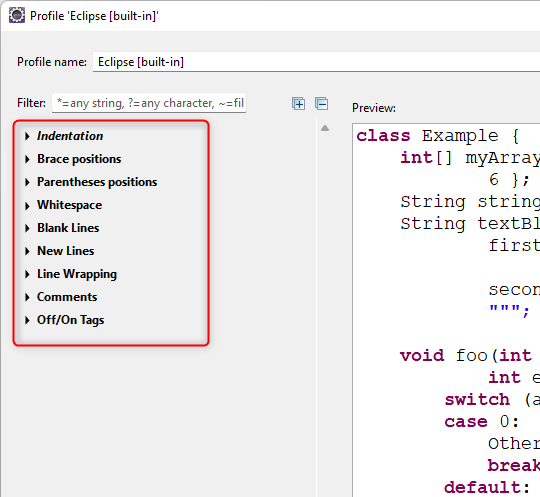 Profile 'Eclipse [built-in]'
Profile name: Eclipse [built-in]
Filter: *=any string, ?=any character, ~=fil
Preview:
Indentation
Brace positions
Parentheses positions
Whitespace
Blank Lines
New Lines
Line Wrapping
Comments
Off/On Tags
class Example {
int[] myArray
6 };
String string
String textBl
first
secon
""";
void foo(int
int e
switch (a
case 0:
Other
break
default: